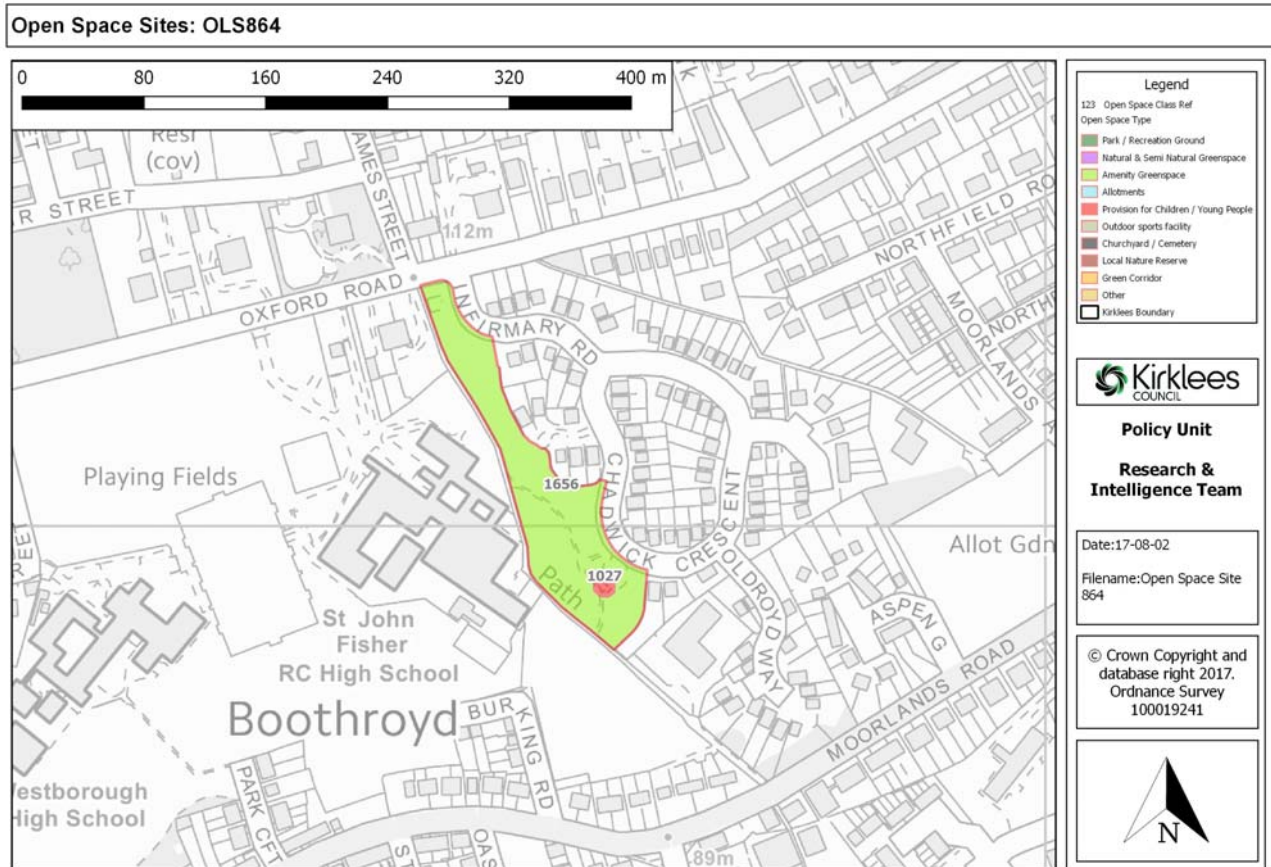 Open Space Sites: OLS864
0 80 160 240 320 400 m
Resr
(cov)
AMES STREET
R STREET
112m
OXFORD ROAD
INFIRMARY RD
NORTHFIELD RO
MOORLANDS A
NORTHE
Playing Fields
1656
CHADWICK CRESCENT
OLDROYD WAY
Allot Gdn
1027
Path
ASPEN G
St John
Fisher
RC High School
Boothroyd
BURKING RD
MOORLANDS ROAD
REET
estborough
High School
PARK CFT
ST
OAS
89m
Legend
123 Open Space Class Ref
Open Space Type
Park / Recreation Ground
Natural & Semi Natural Greenspace
Amenity Greenspace
Allotments
Provision for Children / Young People
Outdoor sports facility
Churchyard / Cemetery
Local Nature Reserve
Green Corridor
Other
Kirklees Boundary
Kirklees
COUNCIL
Policy Unit
Research &
Intelligence Team
Date:17-08-02
Filename:Open Space Site
864
© Crown Copyright and
database right 2017.
Ordnance Survey
100019241
N